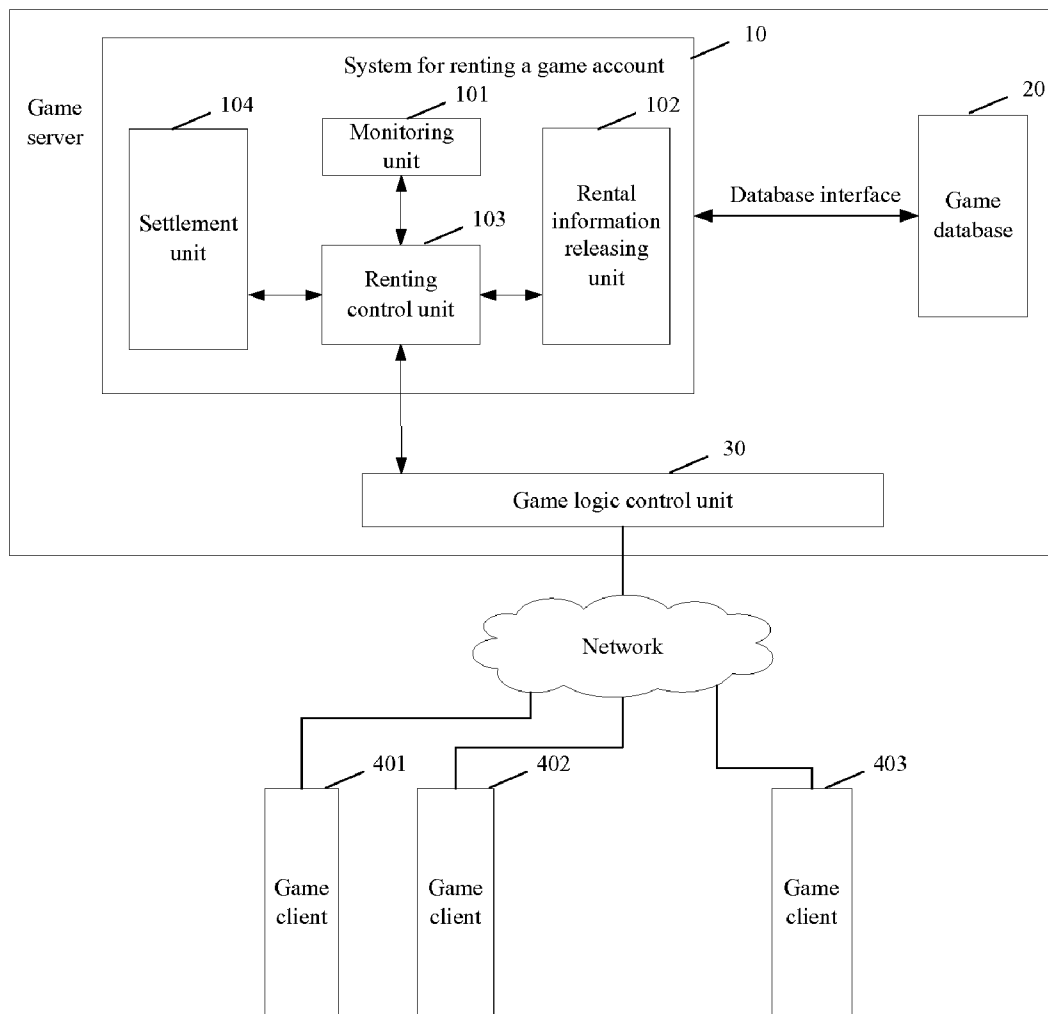 10
System for renting a game account
Game
server
104
101
102
20
Monitoring
unit
Settlement
unit
103
Rental
information
releasing
unit
Database interface
Game
database
Renting
control unit
30
Game logic control unit
Network
401
402
403
Game
client
Game
client
Game
client